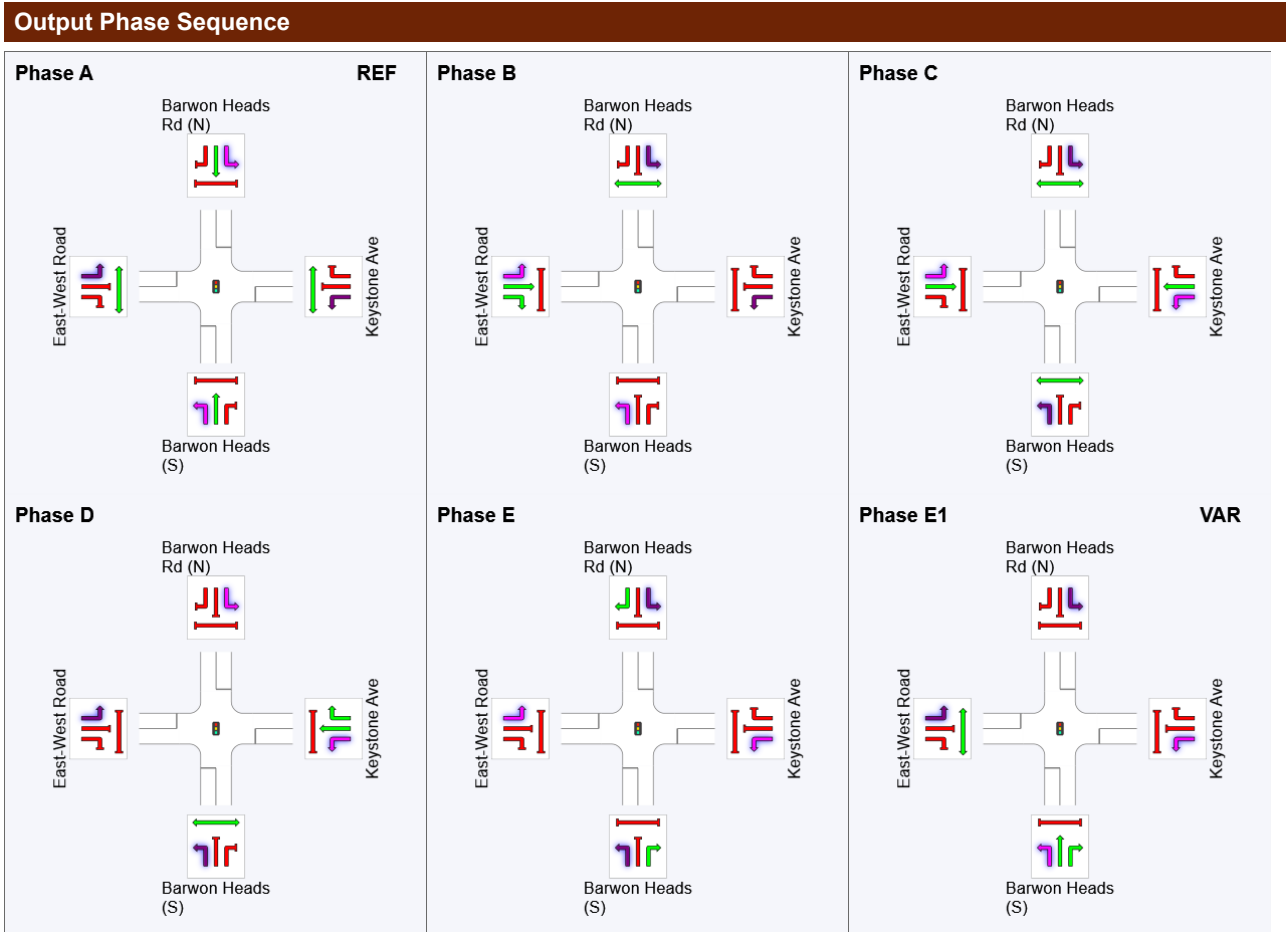 Output Phase Sequence
Phase A
REF
Barwon Heads
Rd (N)
East-West Road
Keystone Ave
Barwon Heads
(S)
Phase B
Barwon Heads
Rd (N)
East-West Road
Keystone Ave
Barwon Heads
(S)
Phase C
Barwon Heads
Rd (N)
East-West Road
Keystone Ave
Barwon Heads
(S)
Phase D
Barwon Heads
Rd (N)
East-West Road
Keystone Ave
Barwon Heads
(S)
Phase E
Barwon Heads
Rd (N)
East-West Road
Keystone Ave
Barwon Heads
(S)
Phase E1
VAR
Barwon Heads
Rd (N)
East-West Road
Keystone Ave
Barwon Heads
(S)